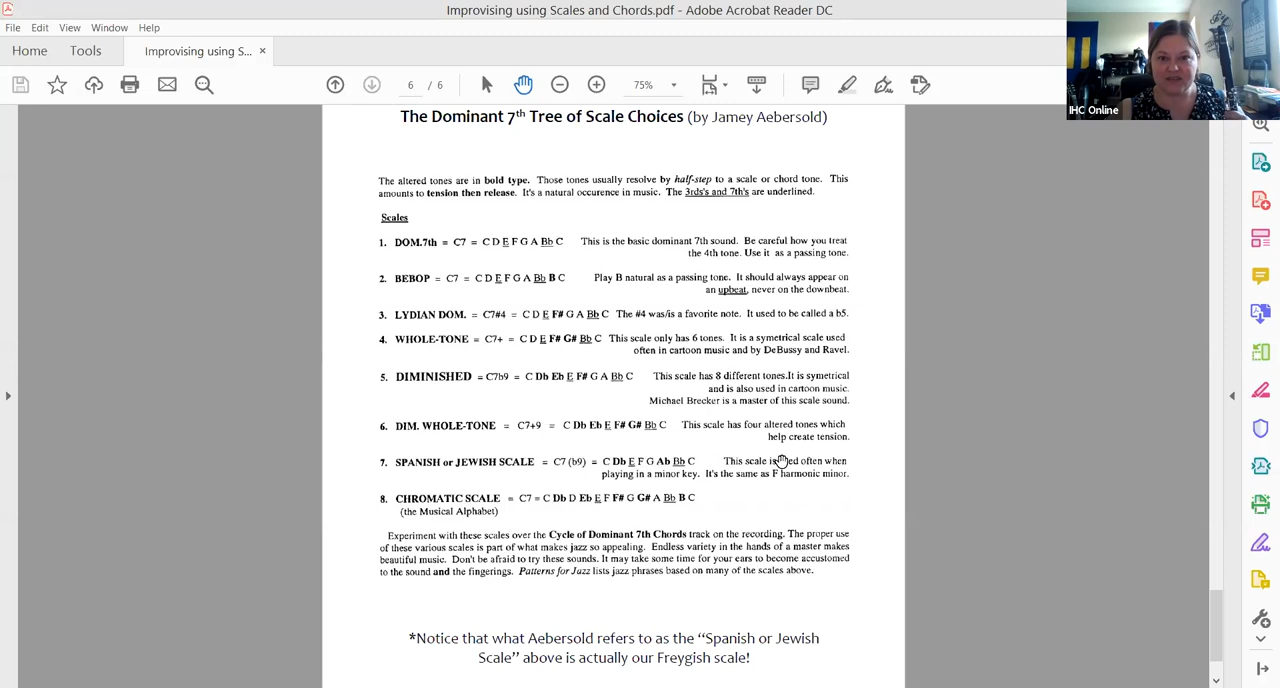 Improvising using Scales and Chords.pdf - Adobe Acrobat Reader DC
File Edit View Window Help
Home Tools Improvising using S... ×
6 / 6 75%
IHC Online
The Dominant 7th Tree of Scale Choices (by Jamey Aebersold)
The altered tones are in bold type. Those tones usually resolve by half-step to a scale or chord tone. This
amounts to tension then release. It's a natural occurence in music. The 3rds's and 7th's are underlined.
Scales
1. DOM.7th = C7 = C D E F G A Bb C This is the basic dominant 7th sound. Be careful how you treat
the 4th tone. Use it as a passing tone.
2. BEBOP = C7 = C D E F G A Bb B C Play B natural as a passing tone. It should always appear on
an upbeat, never on the downbeat.
3. LYDIAN DOM. = C7#4 = C D E F# G A Bb C The #4 was/is a favorite note. It used to be called a b5.
4. WHOLE-TONE = C7+ = C D E F# G# Bb C This scale only has 6 tones. It is a symetrical scale used
often in cartoon music and by DeBussy and Ravel.
5. DIMINISHED = C7b9 = C Db Eb E F# G A Bb C This scale has 8 different tones.It is symetrical
and is also used in cartoon music.
Michael Brecker is a master of this scale sound.
6. DIM. WHOLE-TONE = C7+9 = C Db Eb E F# G# Bb C This scale has four altered tones which
help create tension.
7. SPANISH or JEWISH SCALE = C7 (b9) = C Db E F G Ab Bb C This scale is often when
playing in a minor key. It's the same as F harmonic minor.
8. CHROMATIC SCALE = C7 = C Db D Eb E F F# G G# A Bb B C
(the Musical Alphabet)
Experiment with these scales over the Cycle of Dominant 7th Chords track on the recording. The proper use
of these various scales is part of what makes jazz so appealing. Endless variety in the hands of a master makes
beautiful music. Don't be afraid to try these sounds. It may take some time for your ears to become accustomed
to the sound and the fingerings. Patterns for Jazz lists jazz phrases based on many of the scales above.
*Notice that what Aebersold refers to as the “Spanish or Jewish
Scale” above is actually our Freygish scale!